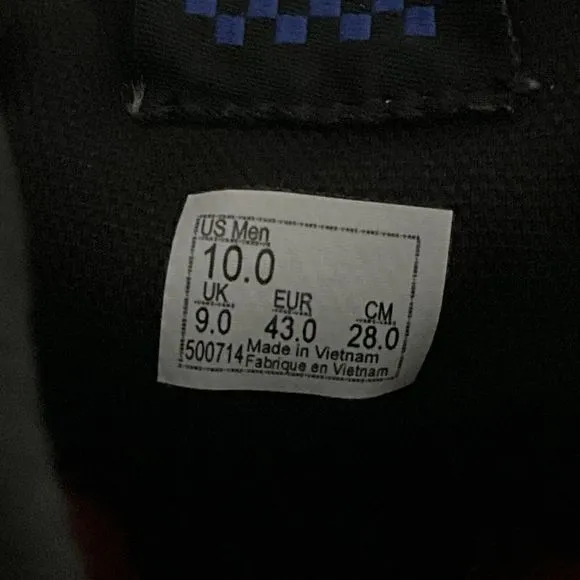 US Men
10.0
UK EUR CM
9.0 43.0 28.0
500714 Made in Vietnam
Fabrique en Vietnam